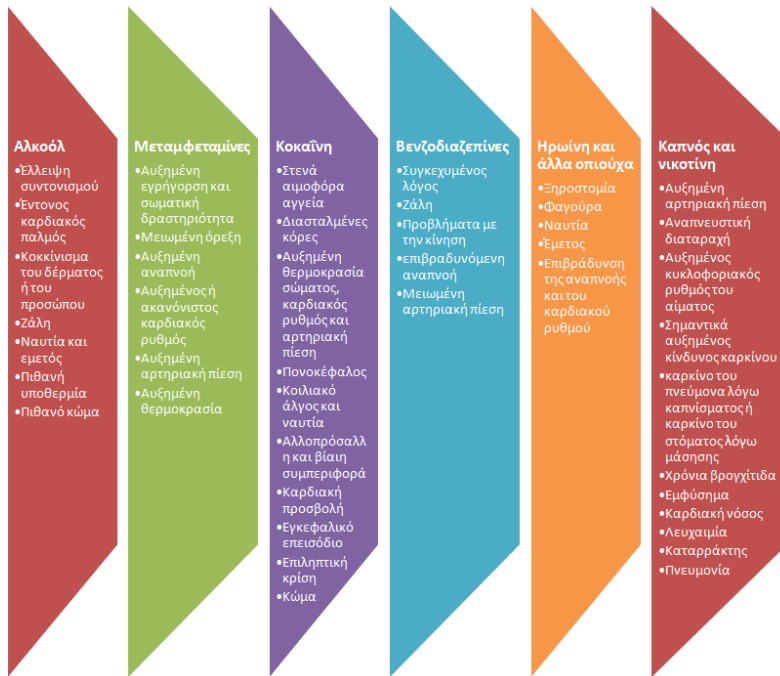 Αλκοόλ
•Έλλειψη
συντονισμού
•Έντονος
καρδιακός
παλμός
•Κοκκίνισμα
του δέρματος
ή του
προσώπου
•Ζάλη
•Ναυτία και
εμετός
•Πιθανή
υποθερμία
•Πιθανό κώμα
Μεταμφεταμίνες
•Αυξημένη
εγρήγορση και
σωματική
δραστηριότητα
•Μειωμένη όρεξη
•Αυξημένη
αναπνοή
•Αυξημένος ή
ακανόνιστος
καρδιακός
ρυθμός
•Αυξημένη
αρτηριακή πίεση
•Αυξημένη
θερμοκρασία
Κοκαΐνη
•Στενά
αιμοφόρα
αγγεία
•Διασταλμένες
κόρες
•Αυξημένη
θερμοκρασία
σώματος,
καρδιακός
ρυθμός και
αρτηριακή
πίεση
•Πονοκέφαλος
•Κοιλιακό
άλγος και
ναυτία
•Αλλοπρόσαλλ
η και βίαιη
συμπεριφορά
•Καρδιακή
προσβολή
•Εγκεφαλικό
επεισόδιο
•Επιληπτική
κρίση
•Κώμα
Βενζοδιαζεπίνες
•Συγκεχυμένος
λόγος
•Ζάλη
•Προβλήματα με
την κίνηση
•επιβραδυνόμενη
αναπνοή
•Μειωμένη
αρτηριακή πίεση
Ηρωίνη και
άλλα οπιούχα
•Ξηροστομία
•Φαγούρα
•Ναυτία
•Έμετος
•Επιβράδυνση
της αναπνοής
και του
καρδιακού
ρυθμού
Καπνός και
νικοτίνη
•Αυξημένη
αρτηριακή πίεση
•Αναπνευστική
διαταραχή
•Αυξημένος
κυκλοφοριακός
ρυθμός του
αίματος
•Σημαντικά
αυξημένος
κίνδυνος καρκίνου
•καρκίνο του
πνεύμονα λόγω
καπνίσματος ή
καρκίνο του
στόματος λόγω
μάσησης
•Χρόνια βρογχίτιδα
•Εμφύσημα
•Καρδιακή νόσος
•Λευχαιμία
•Καταρράκτης
•Πνευμονία